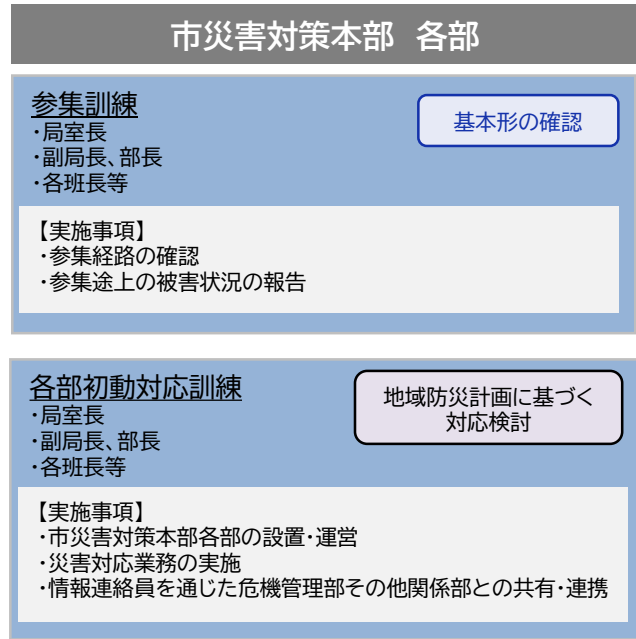 市災害対策本部 各部
参集訓練
・局室長
・副局長、部長
・各班長等
基本形の確認
【実施事項】
・参集経路の確認
・参集途上の被害状況の報告
各部初動対応訓練
・局室長
・副局長、部長
・各班長等
地域防災計画に基づく
対応検討
【実施事項】
・市災害対策本部各部の設置・運営
・災害対応業務の実施
・情報連絡員を通じた危機管理部その他関係部との共有・連携